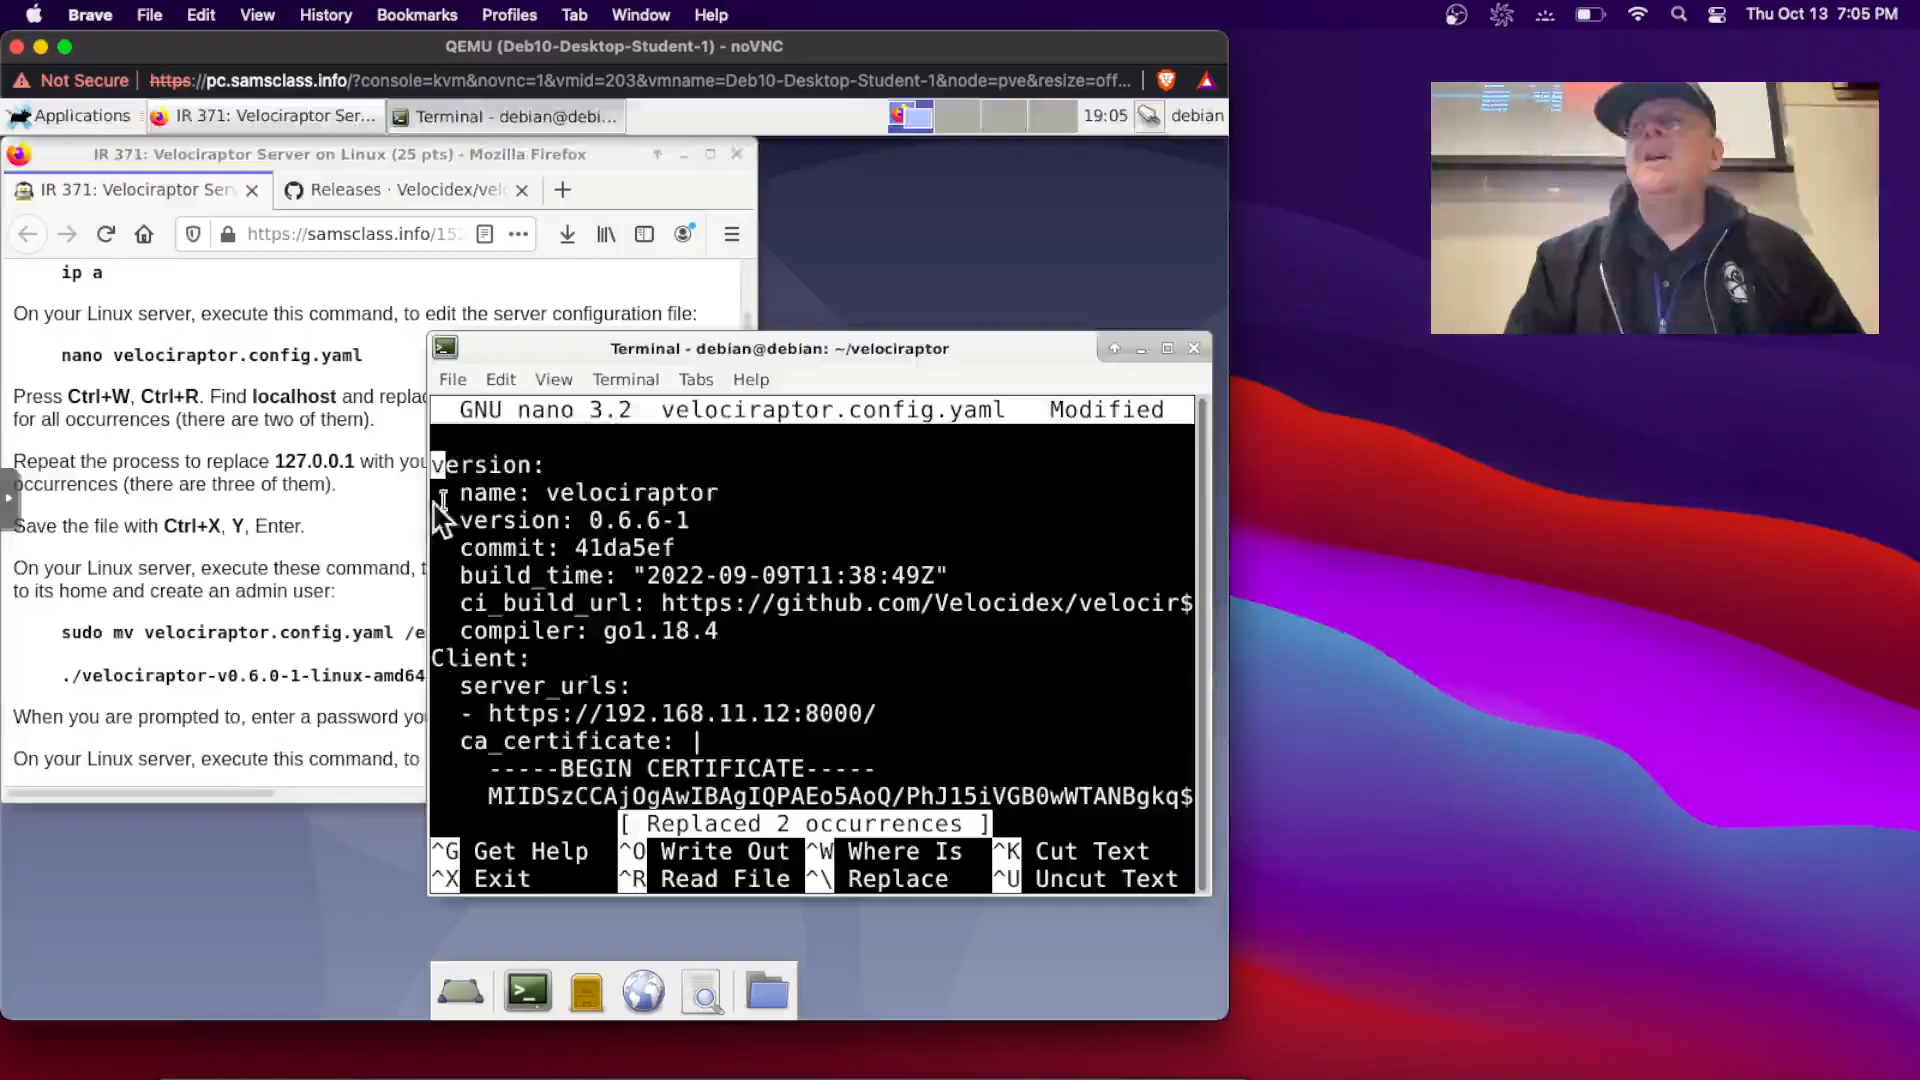 Brave File Edit View History Bookmarks Profiles Tab Window Help Thu Oct 13 7:05 PM
QEMU (Deb10-Desktop-Student-1) - noVNC
Not Secure https://pc.samsclass.info/?console=kvm&novnc=1&vmid=203&vmname=Deb10-Desktop-Student-1&node=pve&resize=off...
Applications IR 371: Velociraptor Ser... Terminal - debian@debi... 19:05 debian
IR 371: Velociraptor Server on Linux (25 pts) - Mozilla Firefox
IR 371: Velociraptor Ser Releases · Velocidex/velo
https://samsclass.info/152
ip a
On your Linux server, execute this command, to edit the server configuration file:
nano velociraptor.config.yaml
Press Ctrl+W, Ctrl+R. Find localhost and replac
for all occurrences (there are two of them).
Repeat the process to replace 127.0.0.1 with you
occurrences (there are three of them).
Save the file with Ctrl+X, Y, Enter.
On your Linux server, execute these command, t
to its home and create an admin user:
sudo mv velociraptor.config.yaml /e
./velociraptor-v0.6.0-1-linux-amd64
When you are prompted to, enter a password you
On your Linux server, execute this command, to
Terminal - debian@debian: ~/velociraptor
File Edit View Terminal Tabs Help
GNU nano 3.2 velociraptor.config.yaml Modified
version:
name: velociraptor
version: 0.6.6-1
commit: 41da5ef
build_time: "2022-09-09T11:38:49Z"
ci_build_url: https://github.com/Velocidex/velocir$
compiler: go1.18.4
Client:
server_urls:
- https://192.168.11.12:8000/
ca_certificate: |
-----BEGIN CERTIFICATE-----
MIIDSzCCAjOgAwIBAgIQPAEo5AoQ/PhJ15iVGB0wWTANBgkq$
[ Replaced 2 occurrences ]
^G Get Help ^O Write Out ^W Where Is ^K Cut Text
^X Exit ^R Read File ^\ Replace ^U Uncut Text